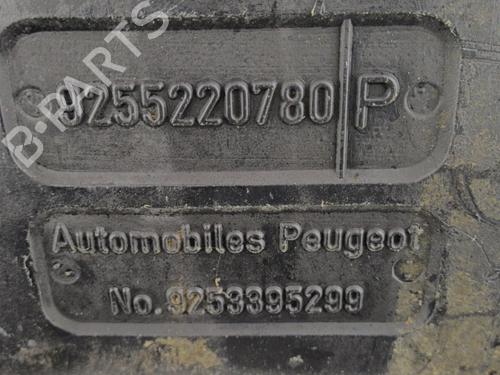 B-PARTS
9255220780 P
Automobiles Peugeot
No. 9253395299